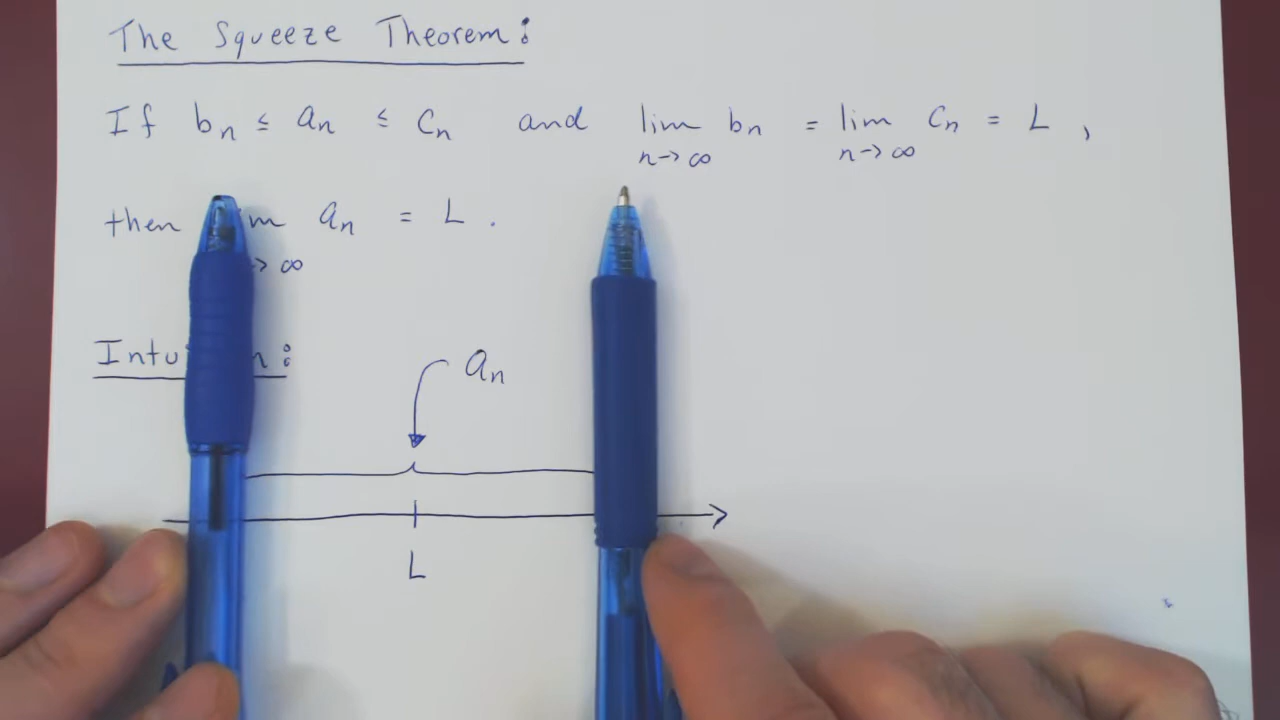 The Squeeze Theorem:
If bn ≤ an ≤ cn and lim bn = lim cn = L,
n→∞ n→∞
then an = L.
∞
an
L